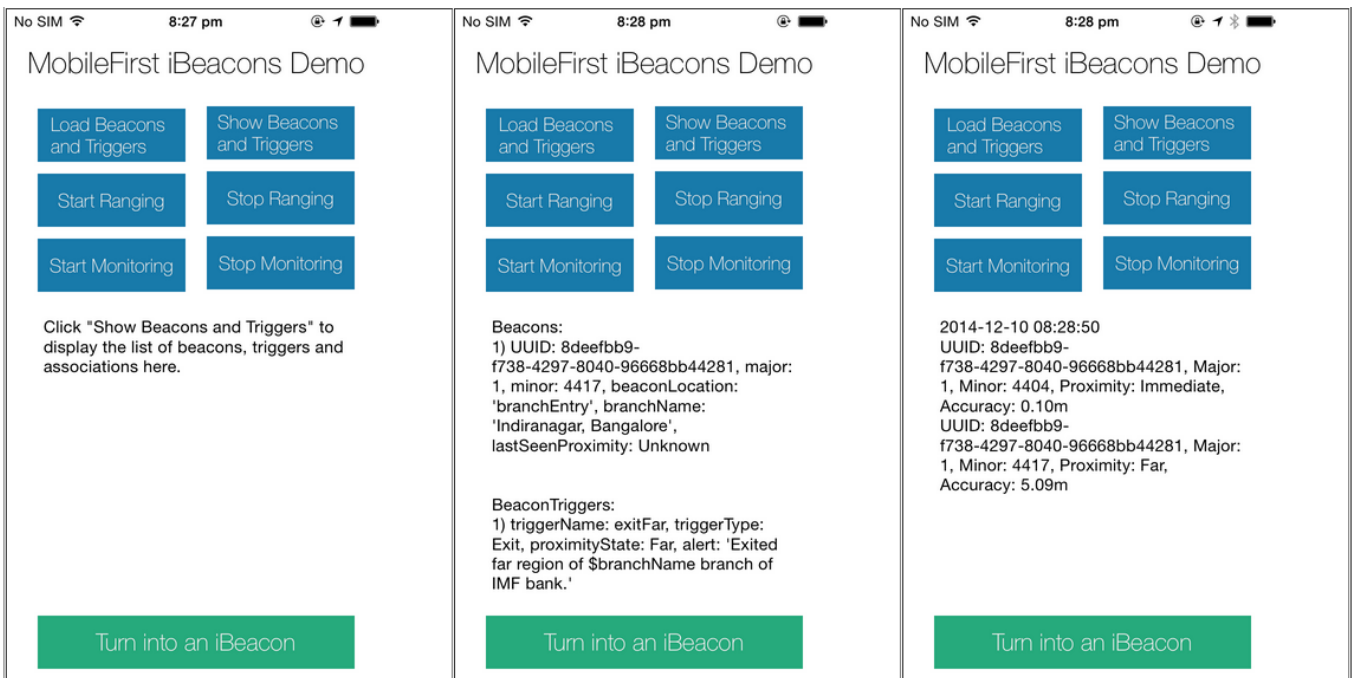 No SIM 8:27 pm
MobileFirst iBeacons Demo
Load Beacons
and Triggers
Show Beacons
and Triggers
Start Ranging
Stop Ranging
Start Monitoring
Stop Monitoring
Click "Show Beacons and Triggers" to
display the list of beacons, triggers and
associations here.
Turn into an iBeacon
No SIM 8:28 pm
MobileFirst iBeacons Demo
Load Beacons
and Triggers
Show Beacons
and Triggers
Start Ranging
Stop Ranging
Start Monitoring
Stop Monitoring
Beacons:
1) UUID: 8deefbb9-
f738-4297-8040-96668bb44281, major:
1, minor: 4417, beaconLocation:
'branchEntry', branchName:
'Indiranagar, Bangalore',
lastSeenProximity: Unknown
BeaconTriggers:
1) triggerName: exitFar, triggerType:
Exit, proximityState: Far, alert: 'Exited
far region of $branchName branch of
IMF bank.'
Turn into an iBeacon
No SIM 8:28 pm
MobileFirst iBeacons Demo
Load Beacons
and Triggers
Show Beacons
and Triggers
Start Ranging
Stop Ranging
Start Monitoring
Stop Monitoring
2014-12-10 08:28:50
UUID: 8deefbb9-
f738-4297-8040-96668bb44281, Major:
1, Minor: 4404, Proximity: Immediate,
Accuracy: 0.10m
UUID: 8deefbb9-
f738-4297-8040-96668bb44281, Major:
1, Minor: 4417, Proximity: Far,
Accuracy: 5.09m
Turn into an iBeacon